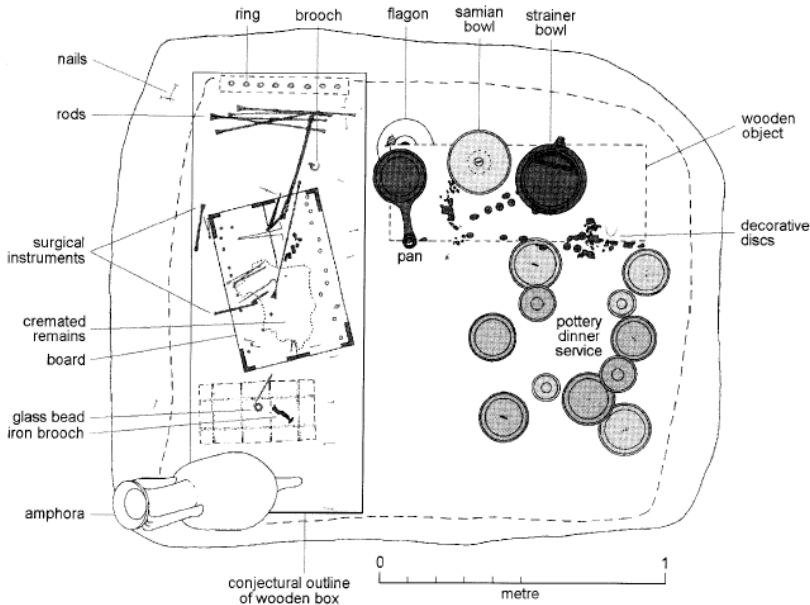 ring
brooch
flagon
samian
bowl
strainer
bowl
nails
rods
wooden
object
surgical
instruments
decorative
discs
pan
cremated
remains
board
pottery
dinner
service
glass bead
iron brooch
amphora
conjectural outline
of wooden box
0
1
metre